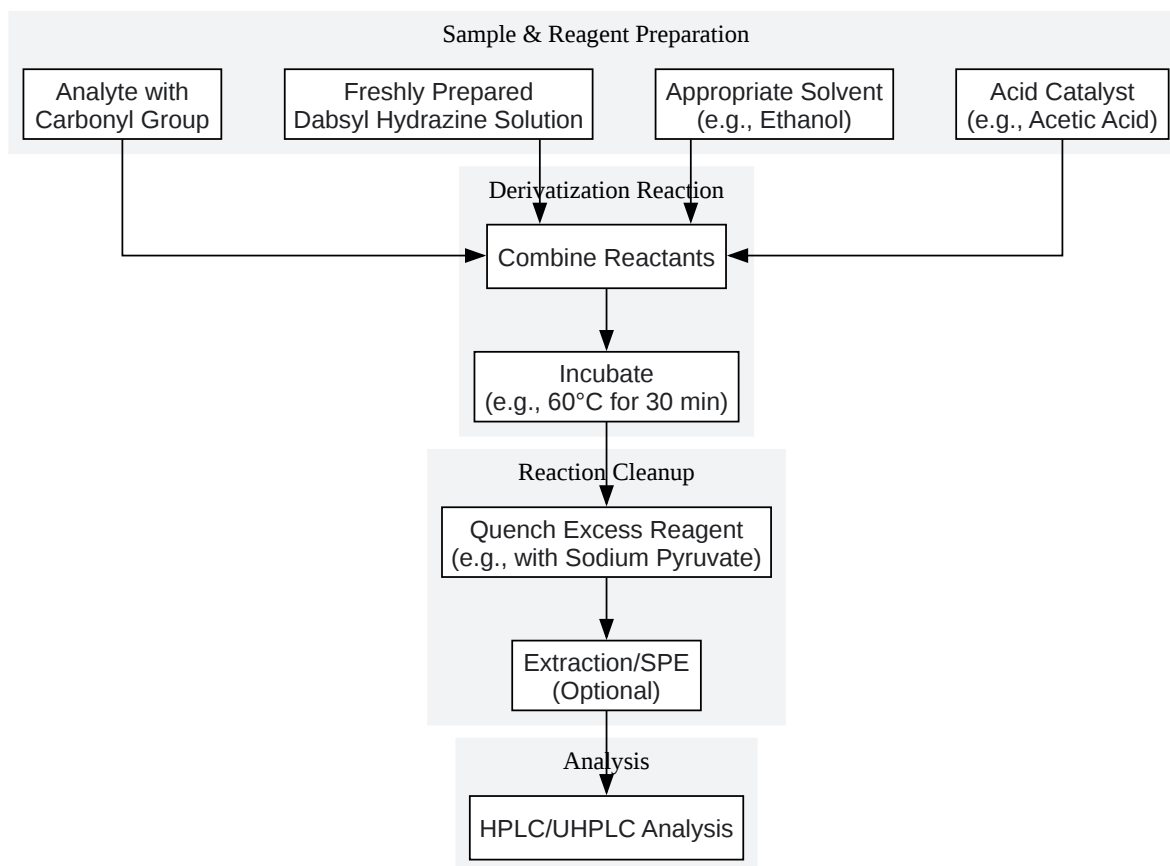 Sample & Reagent Preparation
Analyte with
Carbonyl Group
Freshly Prepared
Dabsyl Hydrazine Solution
Appropriate Solvent
(e.g., Ethanol)
Acid Catalyst
(e.g., Acetic Acid)
Derivatization Reaction
Combine Reactants
Incubate
(e.g., 60°C for 30 min)
Reaction Cleanup
Quench Excess Reagent
(e.g., with Sodium Pyruvate)
Extraction/SPE
(Optional)
Analysis
HPLC/UHPLC Analysis